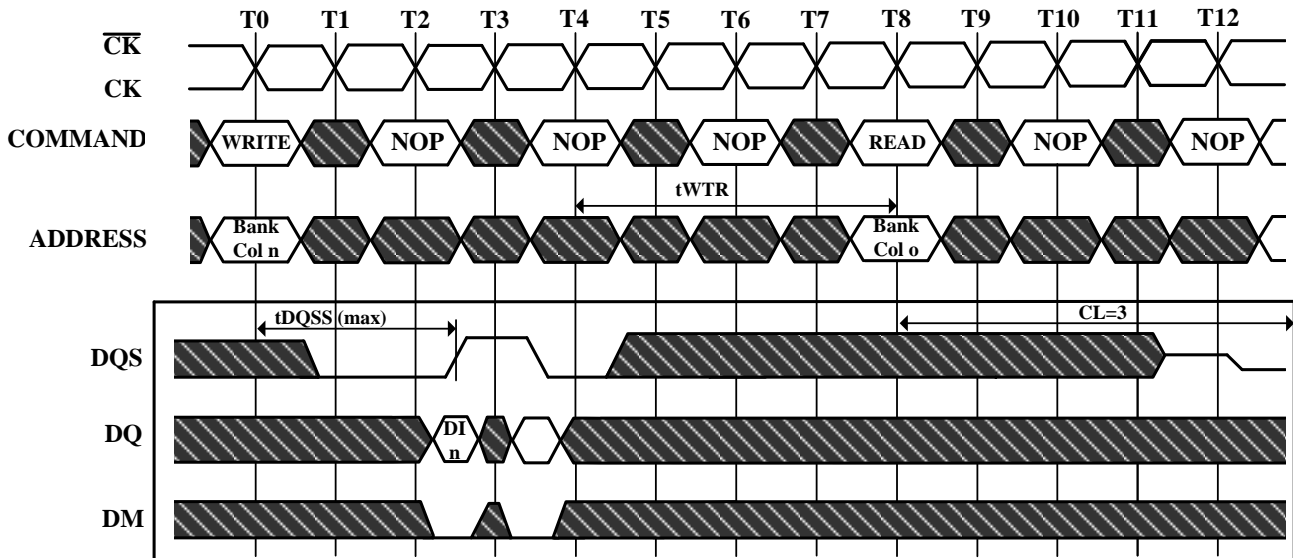 T0 T1 T2 T3 T4 T5 T6 T7 T8 T9 T10 T11 T12
CK
CK
COMMAND WRITE NOP NOP NOP READ NOP NOP
tWTR
ADDRESS Bank Col n Bank Col o
tDQSS (max) CL=3
DQS
DQ DI n
DM